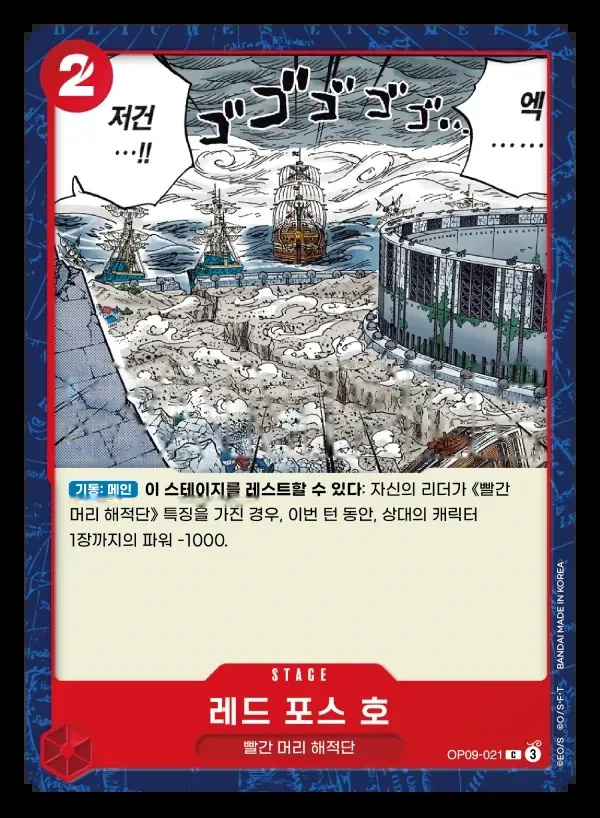 2
저건
…!!
ゴゴゴゴゴ…
엑
……
기동: 메인 이 스테이지를 레스트할 수 있다: 자신의 리더가 《빨간
머리 해적단》 특징을 가진 경우, 이번 턴 동안, 상대의 캐릭터
1장까지의 파워 -1000.
STAGE
레드 포스 호
빨간 머리 해적단
OP09-021 C 3
©EO/S ©O/S·F·T BANDAI MADE IN KOREA